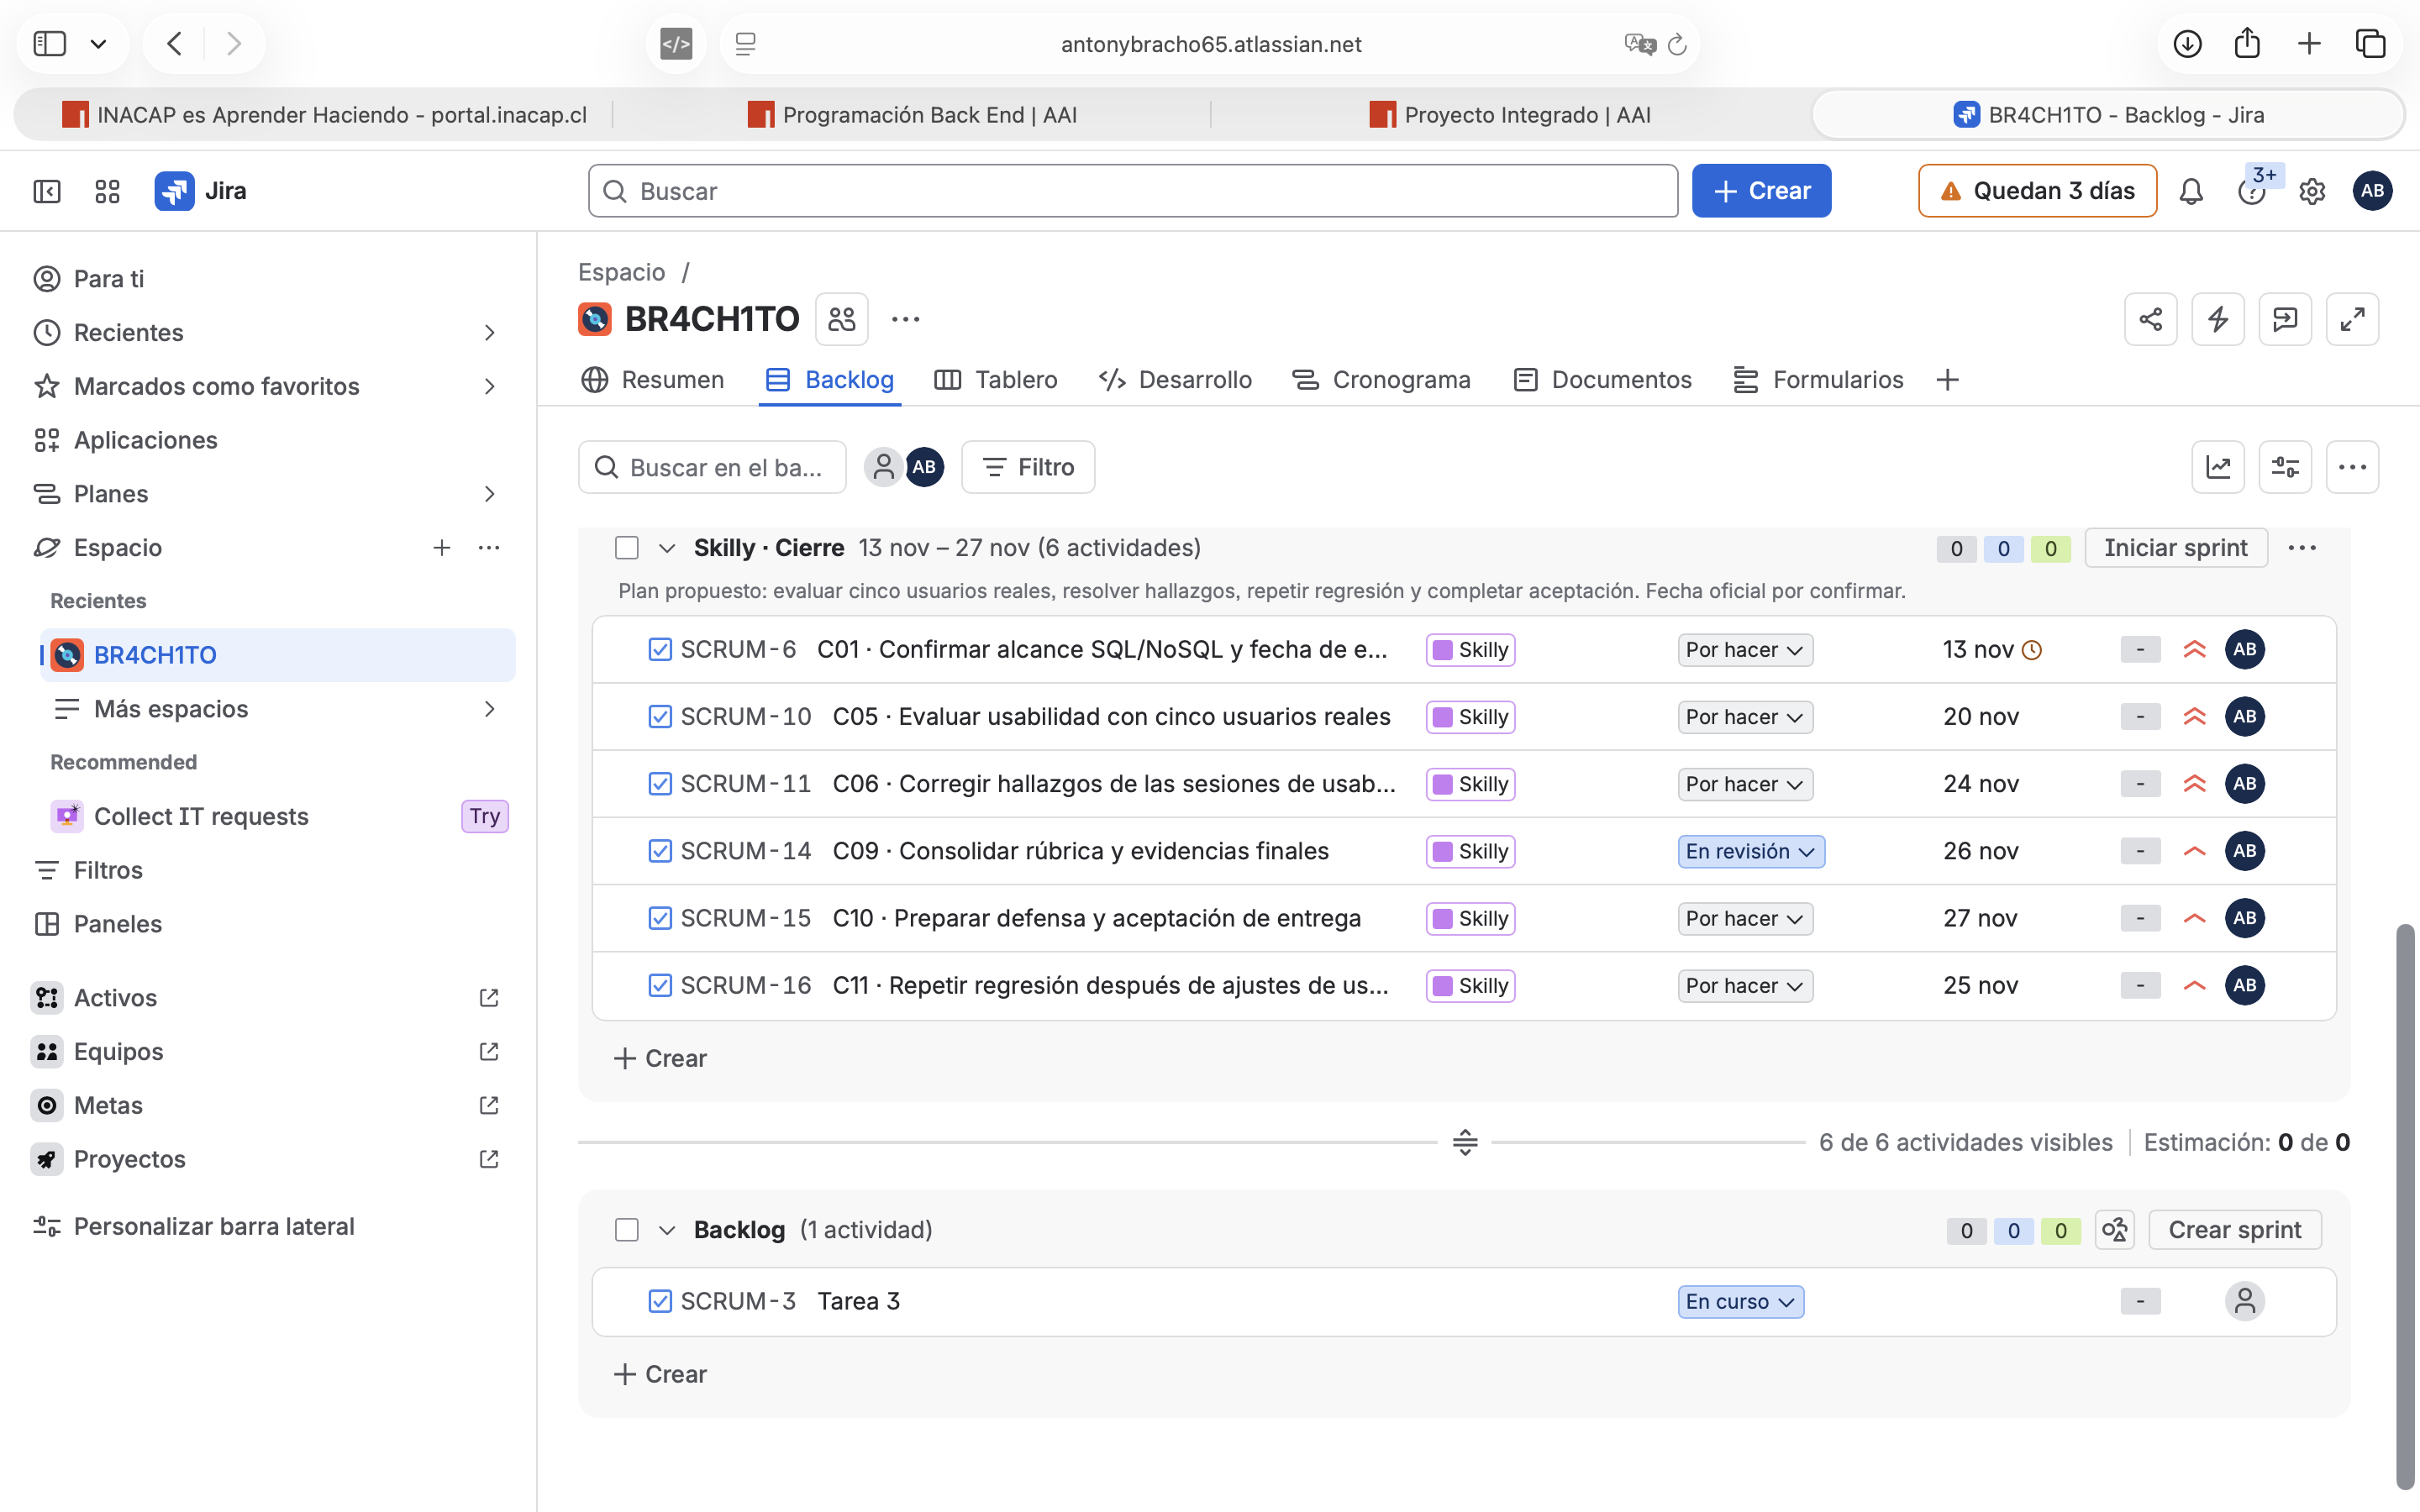 antonybracho65.atlassian.net
INACAP es Aprender Haciendo - portal.inacap.cl
Programación Back End | AAI
Proyecto Integrado | AAI
BR4CH1TO - Backlog - Jira
Jira
Buscar
Crear
Quedan 3 días
3+
AB
Para ti
Recientes
Marcados como favoritos
Aplicaciones
Planes
Espacio
Recientes
BR4CH1TO
Más espacios
Recommended
Collect IT requests
Try
Filtros
Paneles
Activos
Equipos
Metas
Proyectos
Personalizar barra lateral
Espacio /
BR4CH1TO
Resumen
Backlog
Tablero
Desarrollo
Cronograma
Documentos
Formularios
Buscar en el ba...
AB
Filtro
Skilly · Cierre 13 nov – 27 nov (6 actividades)
0 0 0
Iniciar sprint
Plan propuesto: evaluar cinco usuarios reales, resolver hallazgos, repetir regresión y completar aceptación. Fecha oficial por confirmar.
SCRUM-6 C01 · Confirmar alcance SQL/NoSQL y fecha de e... Skilly Por hacer 13 nov - AB
SCRUM-10 C05 · Evaluar usabilidad con cinco usuarios reales Skilly Por hacer 20 nov - AB
SCRUM-11 C06 · Corregir hallazgos de las sesiones de usab... Skilly Por hacer 24 nov - AB
SCRUM-14 C09 · Consolidar rúbrica y evidencias finales Skilly En revisión 26 nov - AB
SCRUM-15 C10 · Preparar defensa y aceptación de entrega Skilly Por hacer 27 nov - AB
SCRUM-16 C11 · Repetir regresión después de ajustes de us... Skilly Por hacer 25 nov - AB
Crear
6 de 6 actividades visibles | Estimación: 0 de 0
Backlog (1 actividad)
0 0 0
Crear sprint
SCRUM-3 Tarea 3 En curso -
Crear